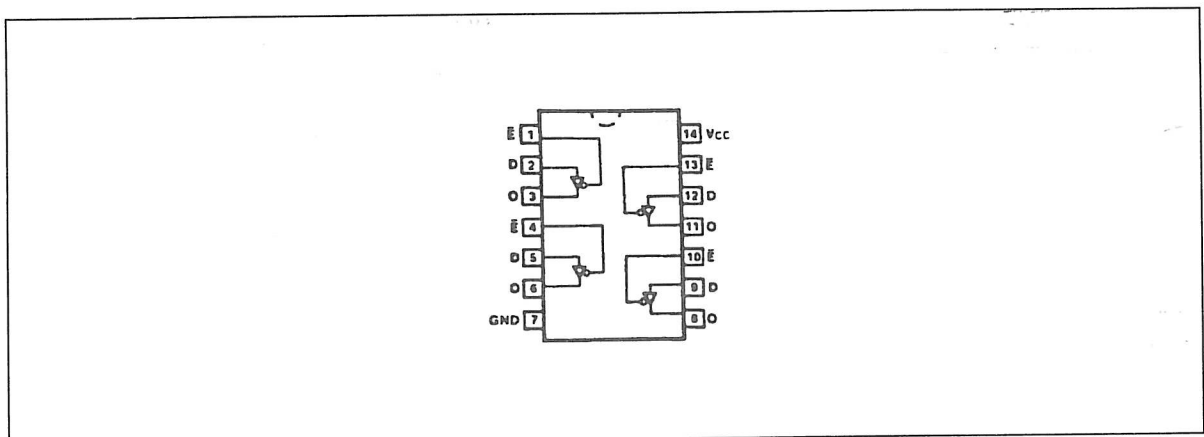 E̅ 1
D 2
O 3
E̅ 4
D 5
O 6
GND 7
14 VCC
13 E̅
12 D
11 O
10 E̅
9 D
8 O